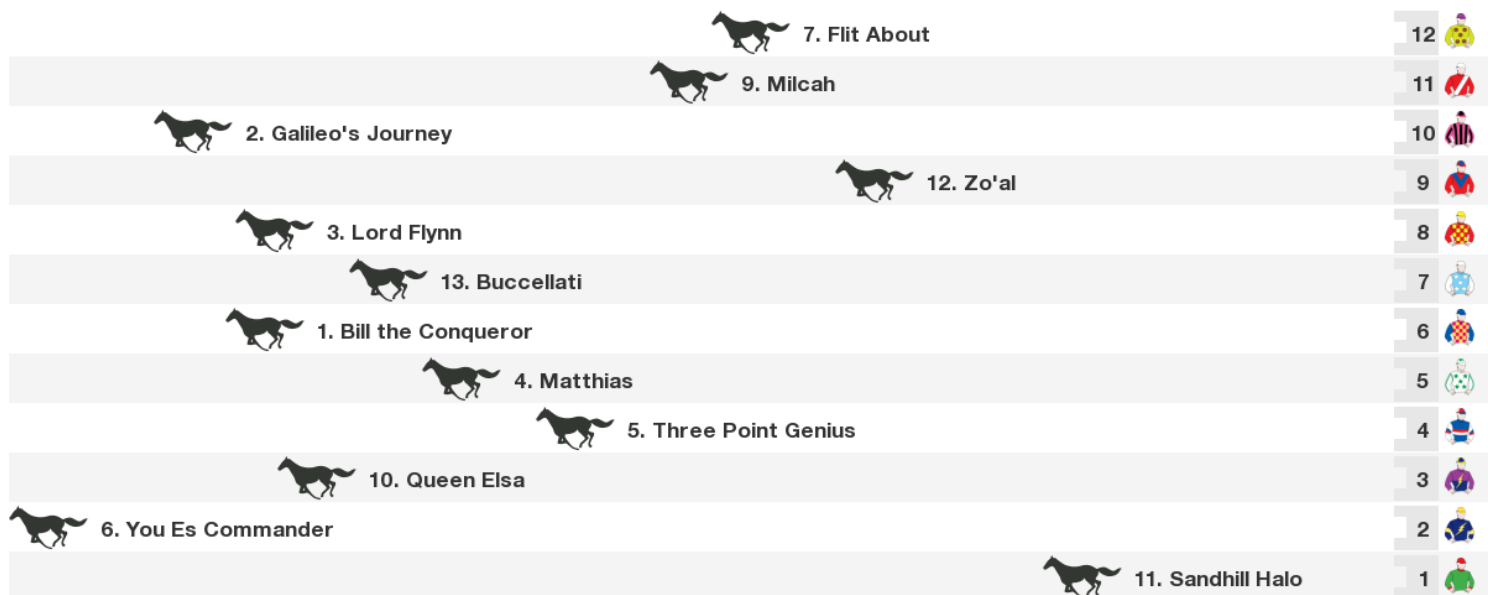 7. Flit About 12
9. Milcah 11
2. Galileo's Journey 10
12. Zo'al 9
3. Lord Flynn 8
13. Buccellati 7
1. Bill the Conqueror 6
4. Matthias 5
5. Three Point Genius 4
10. Queen Elsa 3
6. You Es Commander 2
11. Sandhill Halo 1